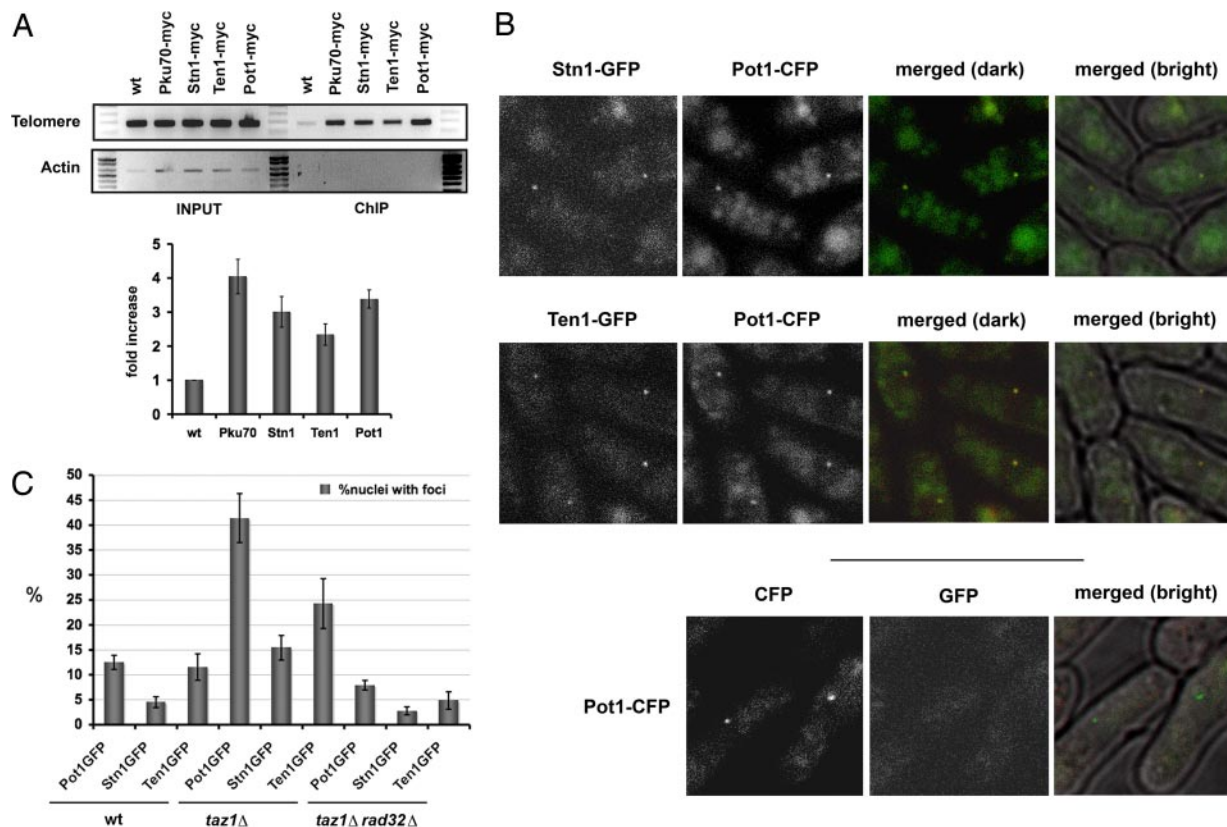 A
wt
Pku70-myc
Stn1-myc
Ten1-myc
Pot1-myc
wt
Pku70-myc
Stn1-myc
Ten1-myc
Pot1-myc
Telomere
Actin
INPUT
ChIP
fold increase
5
4
3
2
1
0
wt
Pku70
Stn1
Ten1
Pot1
B
Stn1-GFP
Pot1-CFP
merged (dark)
merged (bright)
Ten1-GFP
Pot1-CFP
merged (dark)
merged (bright)
CFP
GFP
merged (bright)
Pot1-CFP
C
%nuclei with foci
%
50
45
40
35
30
25
20
15
10
5
0
Pot1GFP
Stn1GFP
Ten1GFP
Pot1GFP
Stn1GFP
Ten1GFP
Pot1GFP
Stn1GFP
Ten1GFP
wt
taz1Δ
taz1Δ rad32Δ